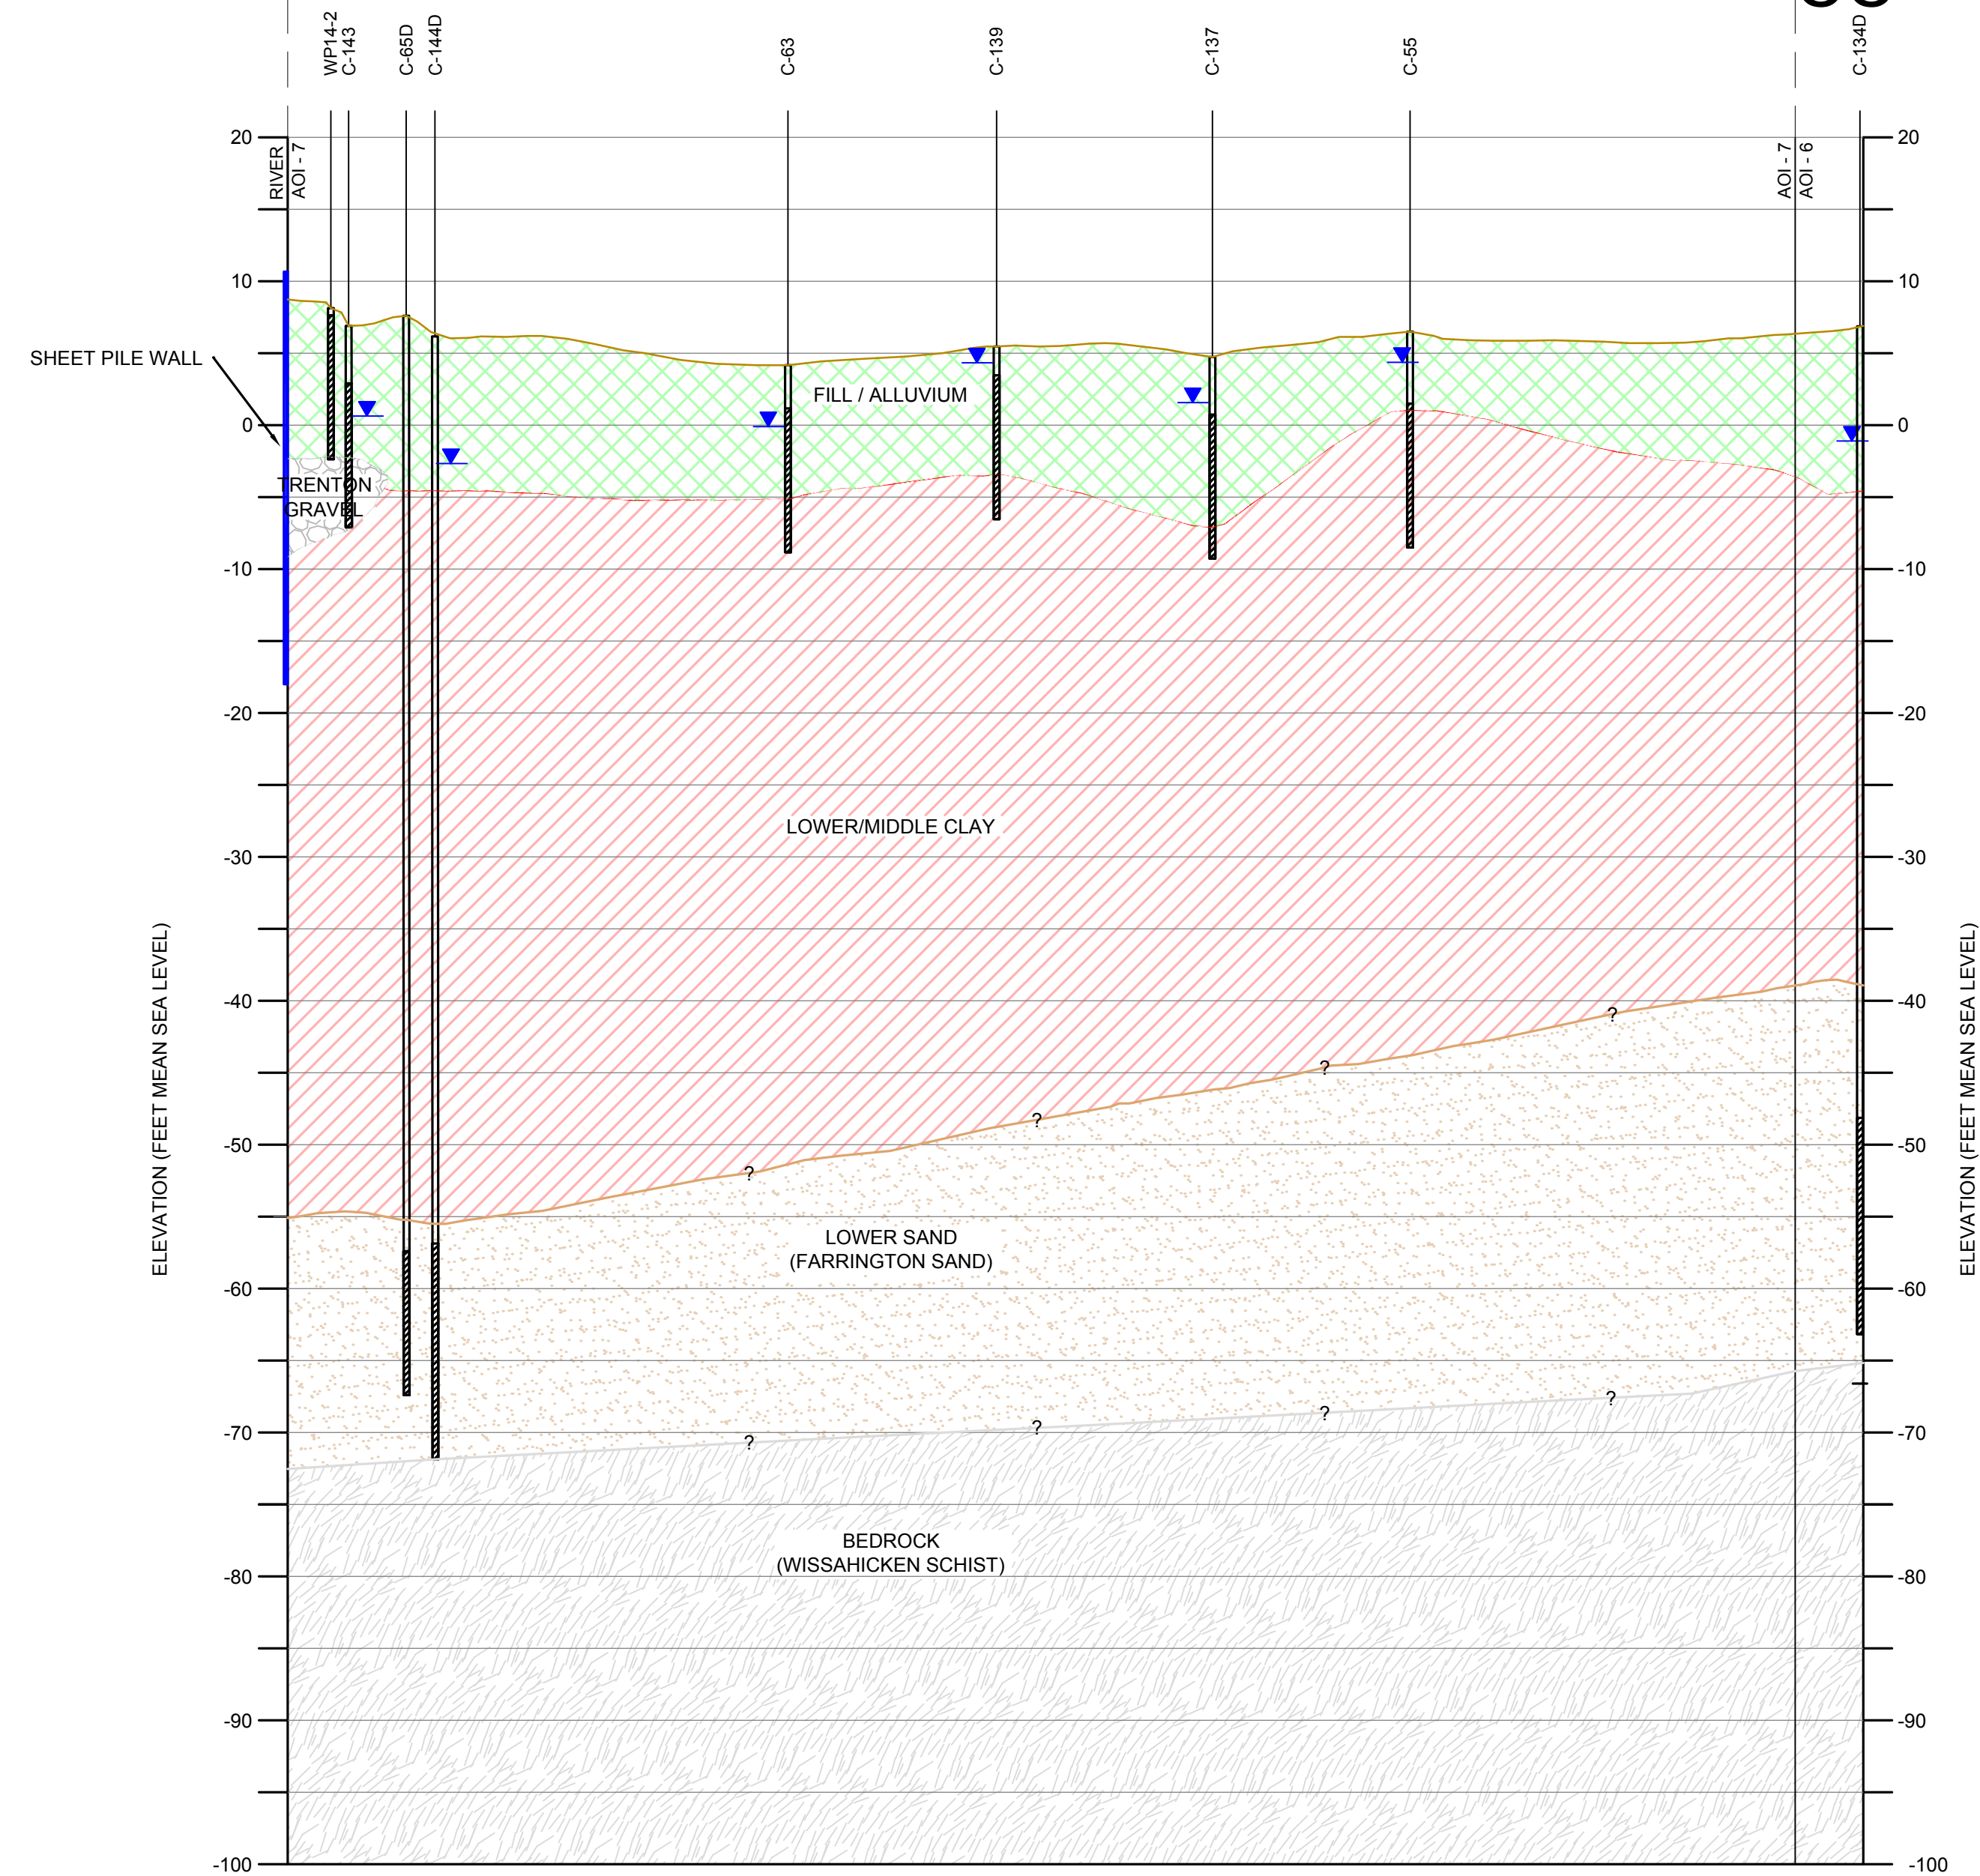 WP14-2
C-143
C-65D
C-144D
C-63
C-139
C-137
C-55
C-134D
20
RIVER
AOI - 7
AOI - 7
AOI - 6
20
10
10
SHEET PILE WALL
FILL / ALLUVIUM
0
0
TRENTON
GRAVEL
-10
-10
-20
-20
LOWER/MIDDLE CLAY
-30
-30
ELEVATION (FEET MEAN SEA LEVEL)
ELEVATION (FEET MEAN SEA LEVEL)
-40
-40
?
?
?
?
-50
-50
LOWER SAND
(FARRINGTON SAND)
-60
-60
?
?
?
?
-70
-70
BEDROCK
(WISSAHICKEN SCHIST)
-80
-80
-90
-90
-100
-100